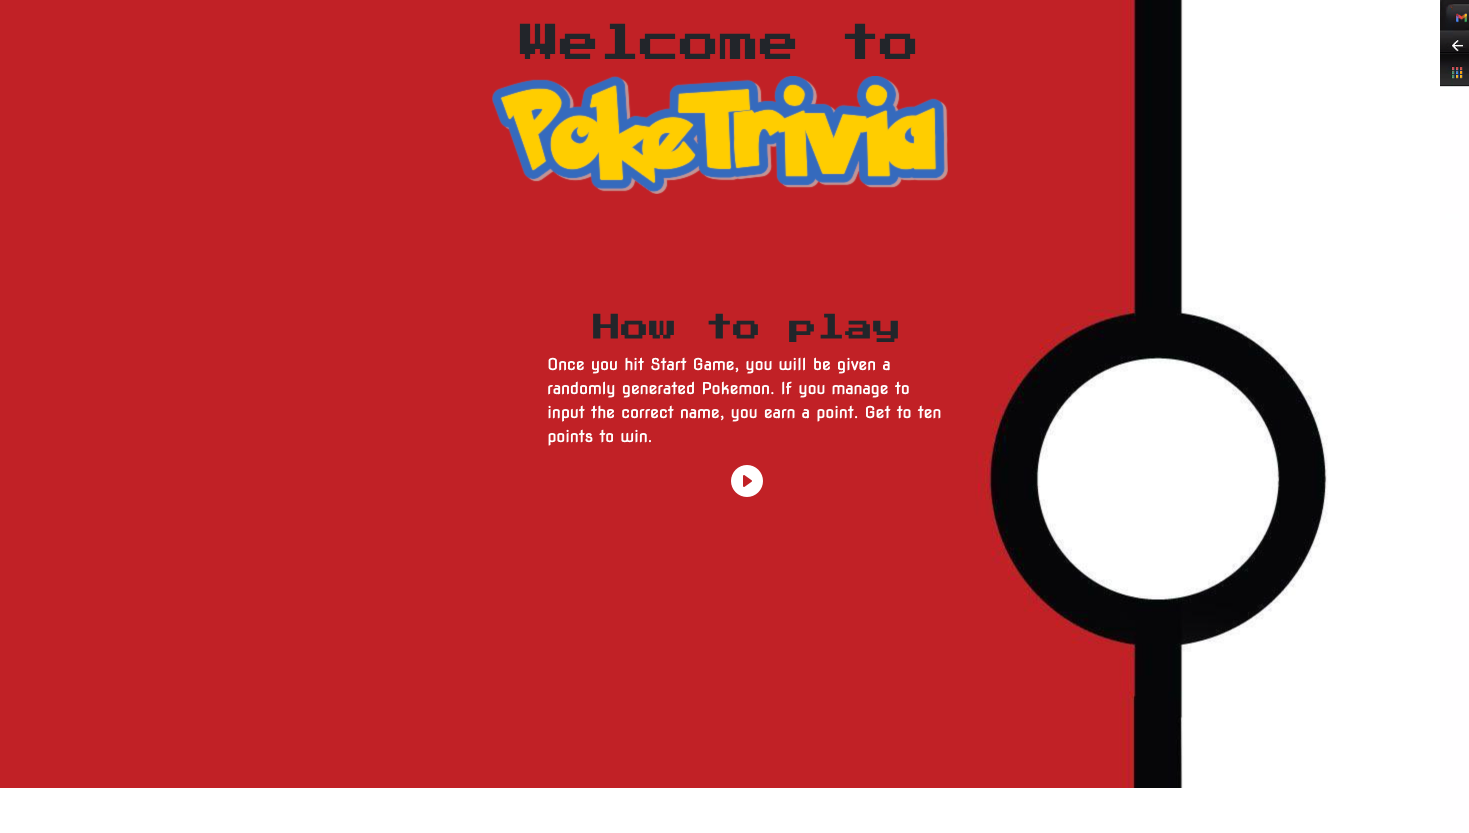 Welcome to
PokeTrivia
How to play
Once you hit Start Game, you will be given a
randomly generated Pokemon. If you manage to
input the correct name, you earn a point. Get to ten
points to win.